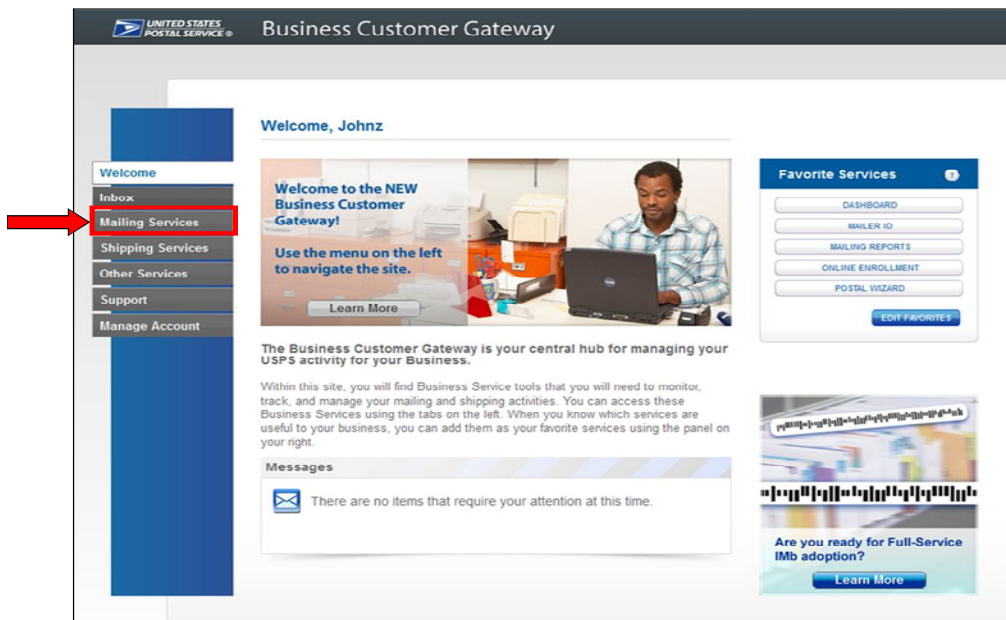 UNITED STATES
POSTAL SERVICE ®
Business Customer Gateway
Welcome, Johnz
Welcome
Inbox
Mailing Services
Shipping Services
Other Services
Support
Manage Account
Welcome to the NEW
Business Customer
Gateway!
Use the menu on the left
to navigate the site.
Learn More
The Business Customer Gateway is your central hub for managing your
USPS activity for your Business.
Within this site, you will find Business Service tools that you will need to monitor,
track, and manage your mailing and shipping activities. You can access these
Business Services using the tabs on the left. When you know which services are
useful to your business, you can add them as your favorite services using the panel on
your right.
Messages
There are no items that require your attention at this time.
Favorite Services ?
DASHBOARD
MAILER ID
MAILING REPORTS
ONLINE ENROLLMENT
POSTAL WIZARD
EDIT FAVORITES
Are you ready for Full-Service
IMb adoption?
Learn More